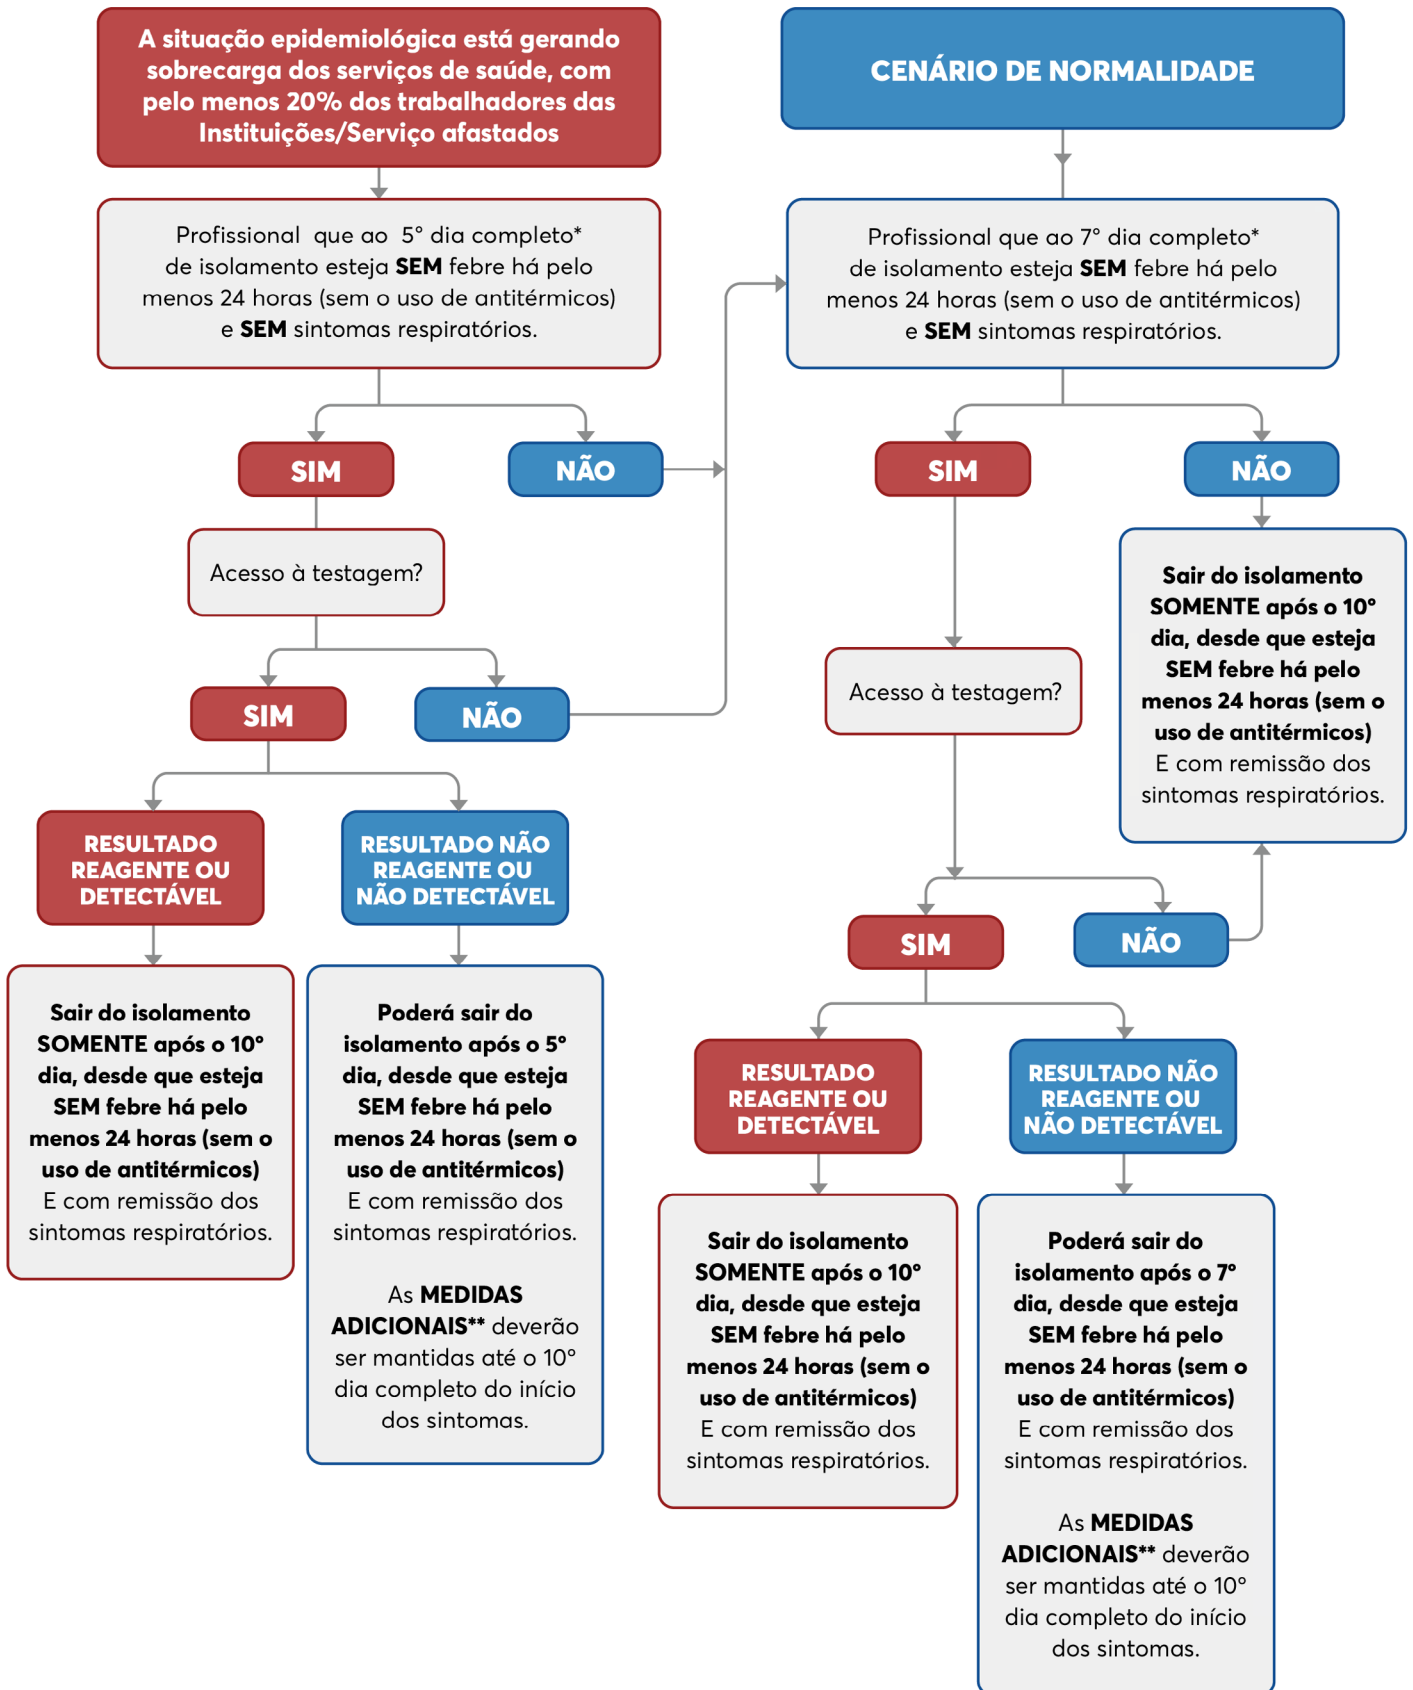 A situação epidemiológica está gerando
sobrecarga dos serviços de saúde, com
pelo menos 20% dos trabalhadores das
Instituições/Serviço afastados
CENÁRIO DE NORMALIDADE
Profissional que ao 5° dia completo*
de isolamento esteja SEM febre há pelo
menos 24 horas (sem o uso de antitérmicos)
e SEM sintomas respiratórios.
Profissional que ao 7° dia completo*
de isolamento esteja SEM febre há pelo
menos 24 horas (sem o uso de antitérmicos)
e SEM sintomas respiratórios.
SIM
NÃO
SIM
NÃO
Acesso à testagem?
Sair do isolamento
SOMENTE após o 10°
dia, desde que esteja
SEM febre há pelo
menos 24 horas (sem o
uso de antitérmicos)
E com remissão dos
sintomas respiratórios.
Acesso à testagem?
SIM
NÃO
RESULTADO
REAGENTE OU
DETECTÁVEL
RESULTADO NÃO
REAGENTE OU
NÃO DETECTÁVEL
SIM
NÃO
Sair do isolamento
SOMENTE após o 10°
dia, desde que esteja
SEM febre há pelo
menos 24 horas (sem o
uso de antitérmicos)
E com remissão dos
sintomas respiratórios.
Poderá sair do
isolamento após o 5°
dia, desde que esteja
SEM febre há pelo
menos 24 horas (sem o
uso de antitérmicos)
E com remissão dos
sintomas respiratórios.
As MEDIDAS
ADICIONAIS** deverão
ser mantidas até o 10°
dia completo do início
dos sintomas.
RESULTADO
REAGENTE OU
DETECTÁVEL
RESULTADO NÃO
REAGENTE OU
NÃO DETECTÁVEL
Sair do isolamento
SOMENTE após o 10°
dia, desde que esteja
SEM febre há pelo
menos 24 horas (sem o
uso de antitérmicos)
E com remissão dos
sintomas respiratórios.
Poderá sair do
isolamento após o 7°
dia, desde que esteja
SEM febre há pelo
menos 24 horas (sem o
uso de antitérmicos)
E com remissão dos
sintomas respiratórios.
As MEDIDAS
ADICIONAIS** deverão
ser mantidas até o 10°
dia completo do início
dos sintomas.